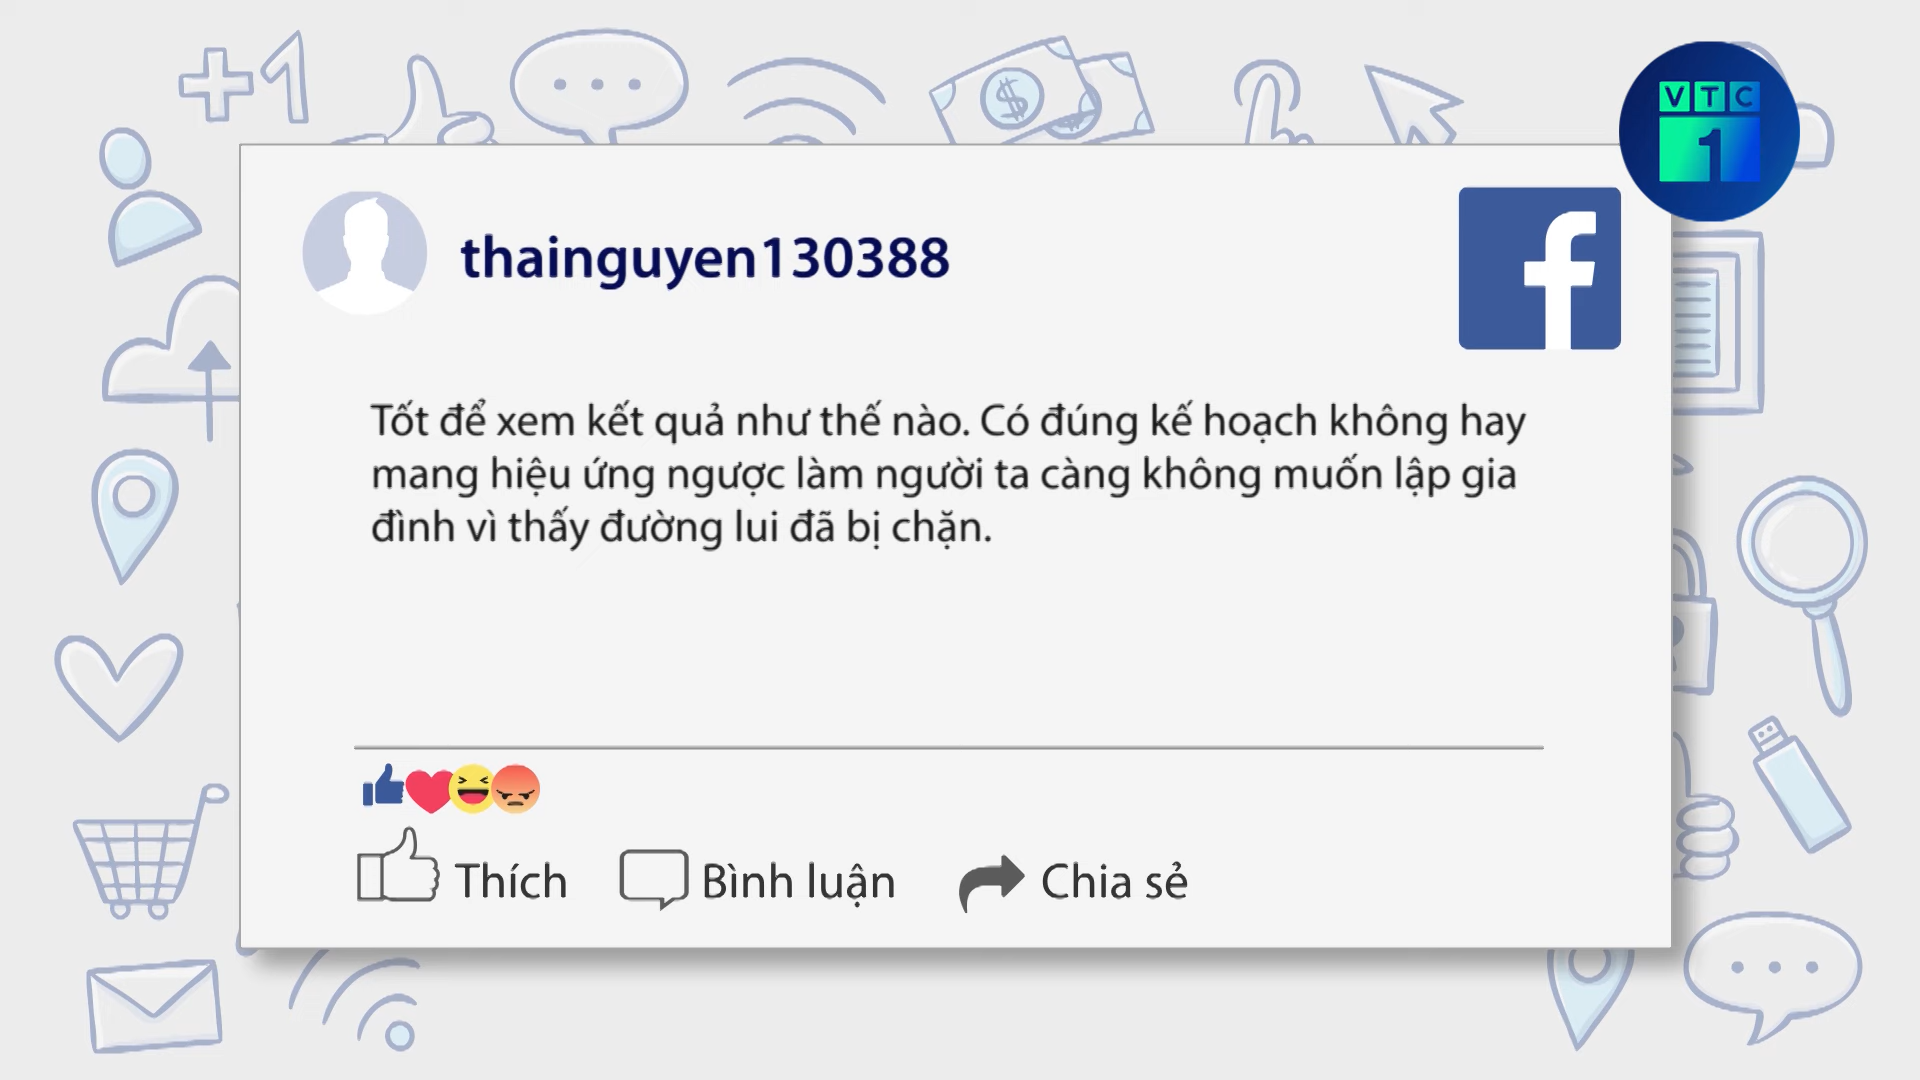 +1
VTC
1
thainguyen130388
Tốt để xem kết quả như thế nào. Có đúng kế hoạch không hay
mang hiệu ứng ngược làm người ta càng không muốn lập gia
đình vì thấy đường lui đã bị chặn.
Thích Bình luận Chia sẻ